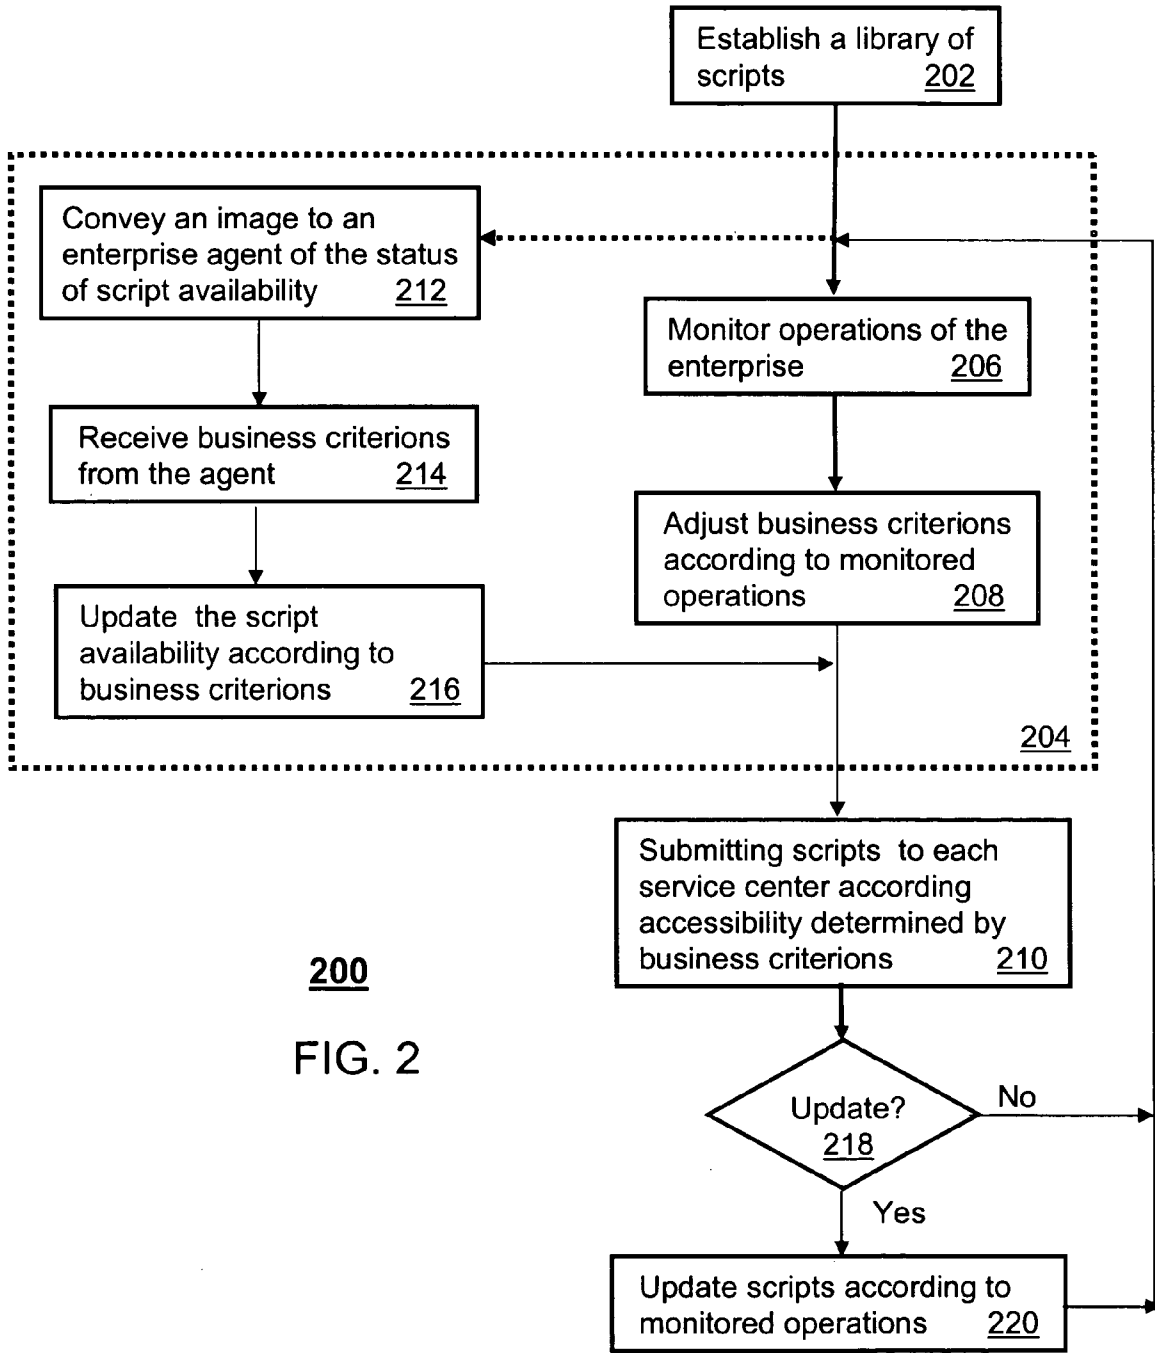 Establish a library of
scripts 202
Convey an image to an
enterprise agent of the status
of script availability 212
Monitor operations of the
enterprise 206
Receive business criterions
from the agent 214
Adjust business criterions
according to monitored
operations 208
Update the script
availability according to
business criterions 216
204
Submitting scripts to each
service center according
accessibility determined by
business criterions 210
200
FIG. 2
Update?
218
No
Yes
Update scripts according to
monitored operations 220